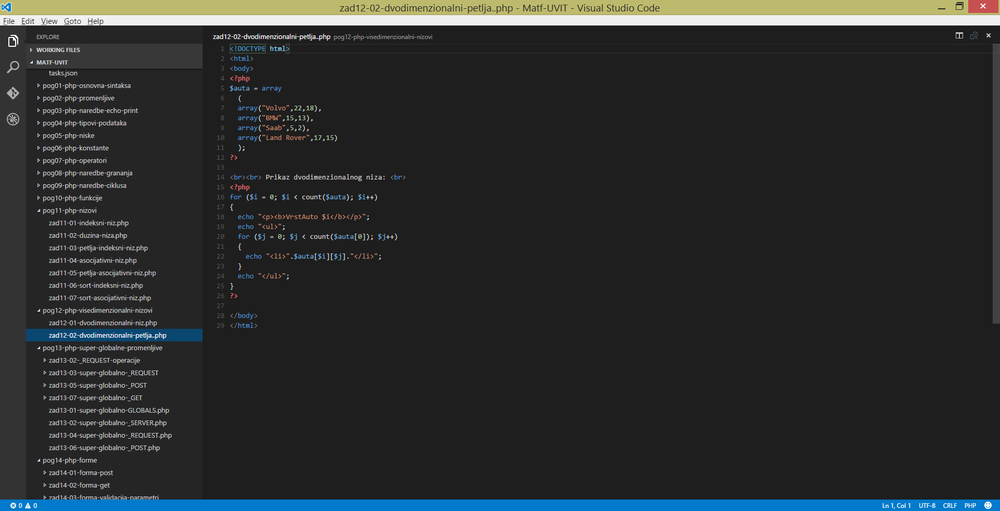 zad12-02-dvodimenzionalni-petlja..php - Matf-UVIT - Visual Studio Code
File Edit View Goto Help
EXPLORE
WORKING FILES
MATF-UVIT
tasks.json
pog01-php-osnovna-sintaksa
pog02-php-promenljive
pog03-php-naredbe-echo-print
pog04-php-tipovi-podataka
pog05-php-niske
pog06-php-konstante
pog07-php-operatori
pog08-php-naredbe-grananja
pog09-php-naredbe-ciklusa
pog10-php-funkcije
pog11-php-nizovi
zad11-01-indeksni-niz.php
zad11-02-duzina-niza.php
zad11-03-petlja-indeksni-niz.php
zad11-04-asocijativni-niz.php
zad11-05-petlja-asocijativni-niz.php
zad11-06-sort-indeksni-niz.php
zad11-07-sort-asocijativni-niz.php
pog12-php-visedimenzionalni-nizovi
zad12-01-dvodimenzionalni-niz.php
zad12-02-dvodimenzionalni-petlja..php
pog13-php-super-globalne-promenljive
zad13-02-_REQUEST-operacije
zad13-03-super-globalno-_REQUEST
zad13-05-super-globalno-_POST
zad13-07-super-globalno-_GET
zad13-01-super-globalno-GLOBALS.php
zad13-02-super-globalno-_SERVER.php
zad13-04-super-globalno-_REQUEST.php
zad13-06-super-globalno-_POST.php
pog14-php-forme
zad14-01-forma-post
zad14-02-forma-get
zad14-03-forma-validacija-parametri
zad12-02-dvodimenzionalni-petlja..php pog12-php-visedimenzionalni-nizovi
1 <!DOCTYPE html>
2 <html>
3 <body>
4 <?php
5 $auta = array
6   (
7   array("Volvo",22,18),
8   array("BMW",15,13),
9   array("Saab",5,2),
10   array("Land Rover",17,15)
11   );
12 ?>
13
14 <br><br> Prikaz dvodimenzionalnog niza: <br>
15 <?php
16 for ($i = 0; $i < count($auta); $i++)
17 {
18   echo "<p><b>VrstAuto $i</b></p>";
19   echo "<ul>";
20   for ($j = 0; $j < count($auta[0]); $j++)
21   {
22     echo "<li>".$auta[$i][$j]."</li>";
23   }
24   echo "</ul>";
25 }
26 ?>
27
28 </body>
29 </html>
0 0
Ln 1, Col 1 UTF-8 CRLF PHP